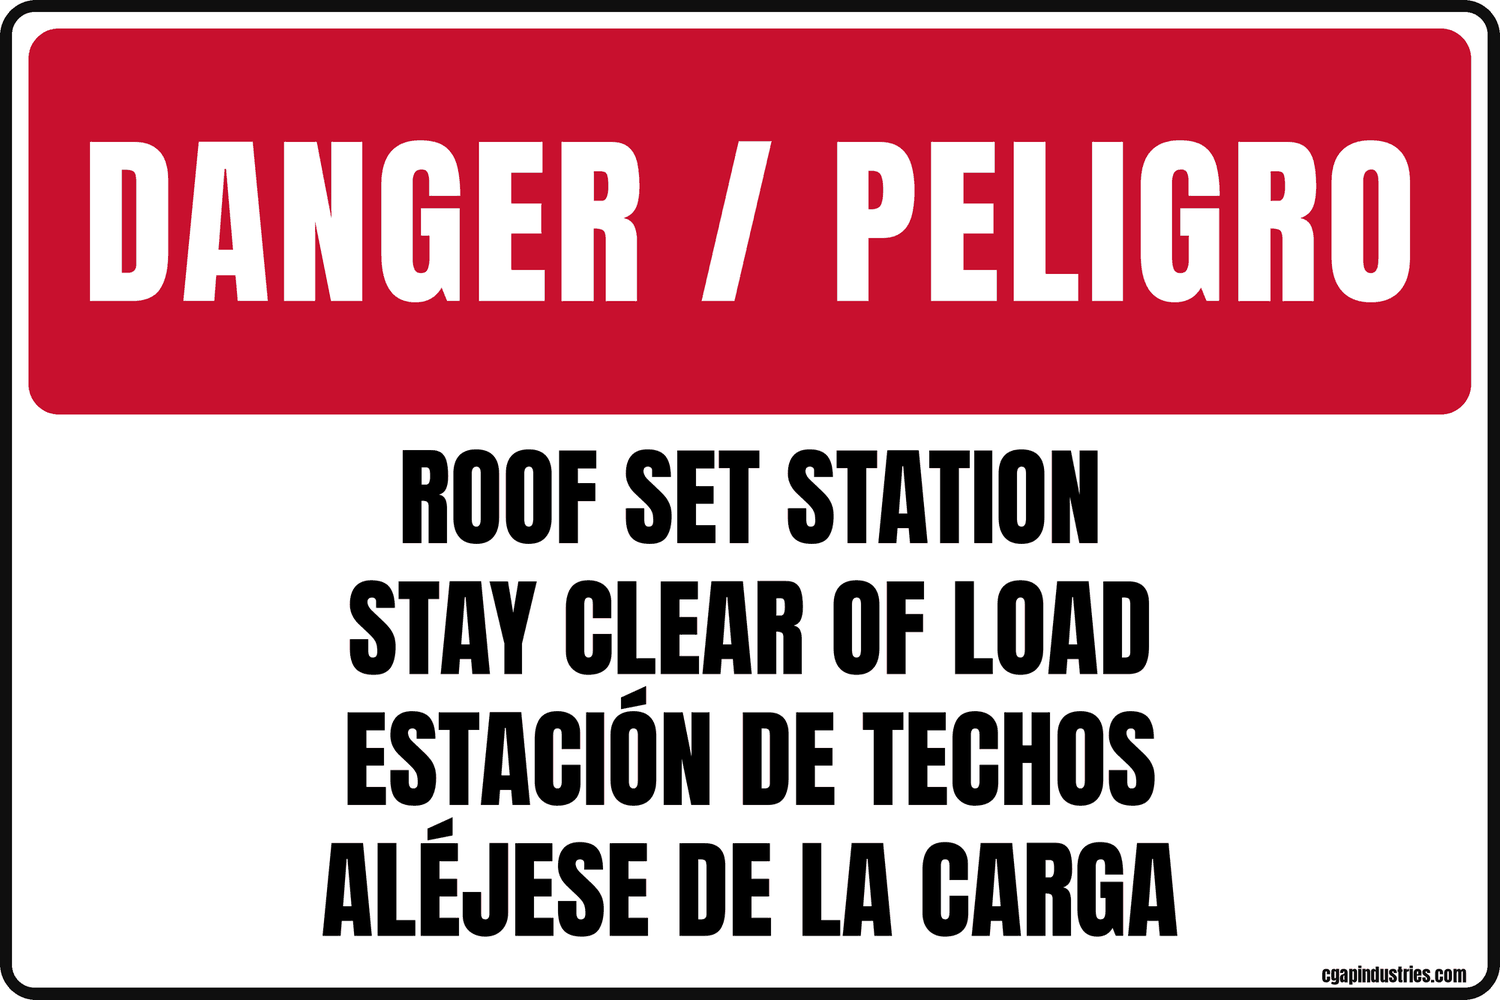 DANGER / PELIGRO
ROOF SET STATION
STAY CLEAR OF LOAD
ESTACIÓN DE TECHOS
ALÉJESE DE LA CARGA
cgapindustries.com